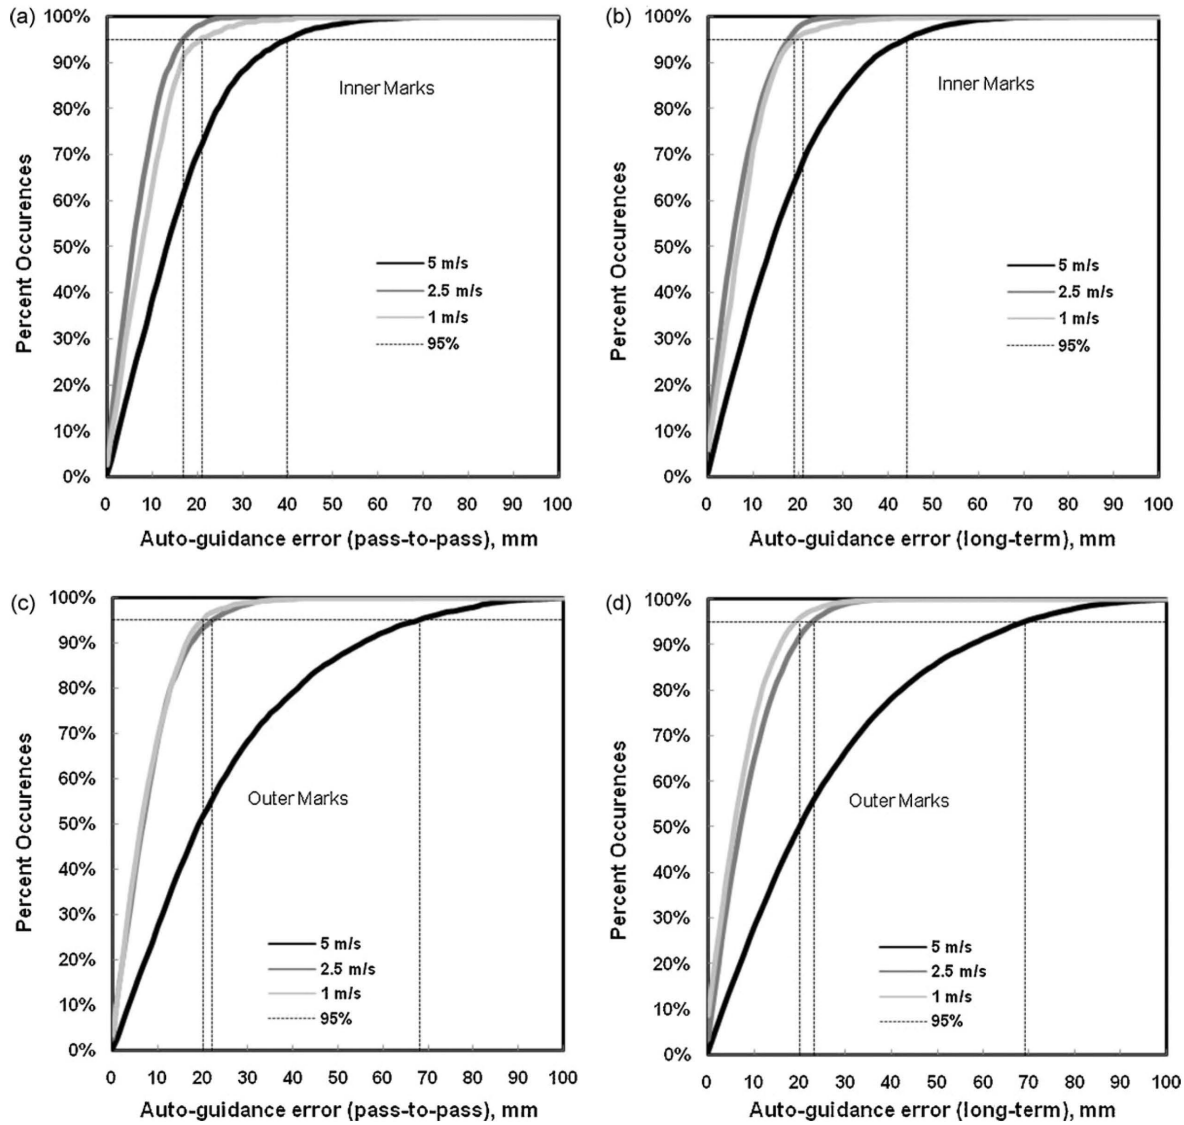 (a)
100%
90%
80%
70%
60%
50%
40%
30%
20%
10%
0%
Percent Occurences
Inner Marks
5 m/s
2.5 m/s
1 m/s
95%
0 10 20 30 40 50 60 70 80 90 100
Auto-guidance error (pass-to-pass), mm
(b)
100%
90%
80%
70%
60%
50%
40%
30%
20%
10%
0%
Percent Occurences
Inner Marks
5 m/s
2.5 m/s
1 m/s
95%
0 10 20 30 40 50 60 70 80 90 100
Auto-guidance error (long-term), mm
(c)
100%
90%
80%
70%
60%
50%
40%
30%
20%
10%
0%
Percent Occurences
Outer Marks
5 m/s
2.5 m/s
1 m/s
95%
0 10 20 30 40 50 60 70 80 90 100
Auto-guidance error (pass-to-pass), mm
(d)
100%
90%
80%
70%
60%
50%
40%
30%
20%
10%
0%
Percent Occurences
Outer Marks
5 m/s
2.5 m/s
1 m/s
95%
0 10 20 30 40 50 60 70 80 90 100
Auto-guidance error (long-term), mm